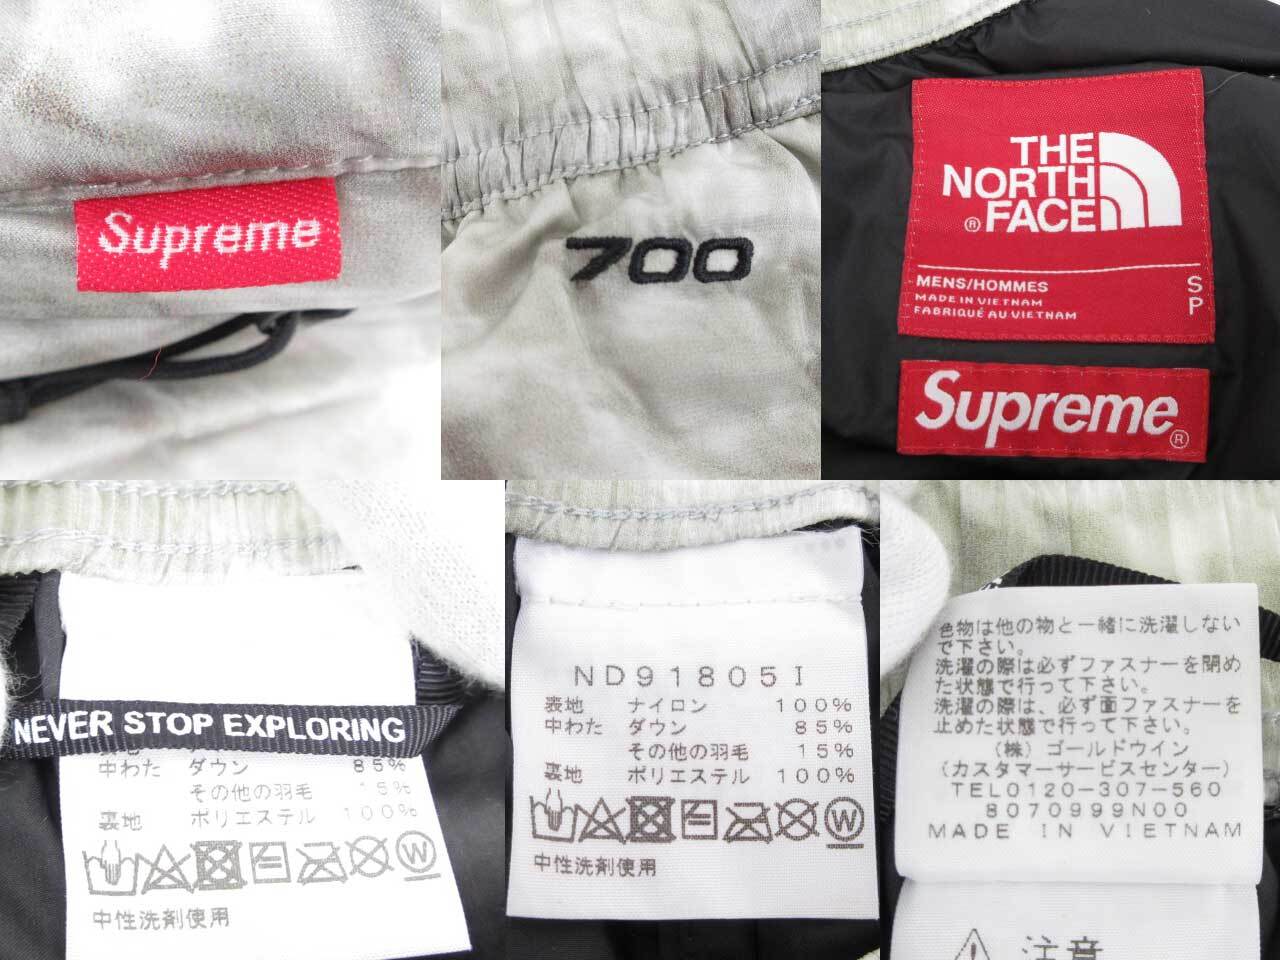 Supreme
700
THE
NORTH
FACE
®
MENS/HOMMES
MADE IN VIETNAM
FABRIQUÉ AU VIETNAM
S
P
Supreme®
NEVER STOP EXPLORING
中わた ダウン 85%
その他の羽毛 15%
裏地 ポリエステル 100%
W
中性洗剤使用
ND91805I
表地 ナイロン 100%
中わた ダウン 85%
その他の羽毛 15%
裏地 ポリエステル 100%
W
中性洗剤使用
色物は他の物と一緒に洗濯しない
で下さい。
洗濯の際は必ずファスナーを閉め
た状態で行って下さい。
洗濯の際は、必ず面ファスナーを
止めた状態で行って下さい。
(株) ゴールドウイン
(カスタマーサービスセンター)
TEL0120-307-560
8070999N00
MADE IN VIETNAM
注意